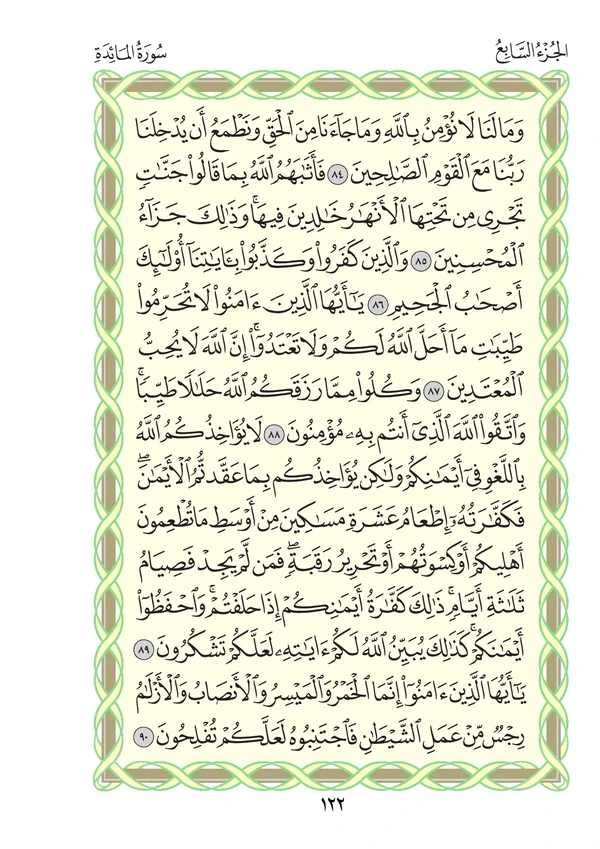 الجُزْءُ السَّابِعُ
سُورَةُ المَائِدَةِ
وَمَا لَنَا لَا نُؤْمِنُ بِٱللَّهِ وَمَا جَآءَنَا مِنَ ٱلْحَقِّ وَنَطْمَعُ أَن يُدْخِلَنَا
رَبُّنَا مَعَ ٱلْقَوْمِ ٱلصَّـٰلِحِينَ ٨٤ فَأَثَـٰبَهُمُ ٱللَّهُ بِمَا قَالُوا۟ جَنَّـٰتٍ
تَجْرِى مِن تَحْتِهَا ٱلْأَنْهَـٰرُ خَـٰلِدِينَ فِيهَا ۚ وَذَٰلِكَ جَزَآءُ
ٱلْمُحْسِنِينَ ٨٥ وَٱلَّذِينَ كَفَرُوا۟ وَكَذَّبُوا۟ بِـَٔايَـٰتِنَآ أُو۟لَـٰٓئِكَ
أَصْحَـٰبُ ٱلْجَحِيمِ ٨٦ يَـٰٓأَيُّهَا ٱلَّذِينَ ءَامَنُوا۟ لَا تُحَرِّمُوا۟
طَيِّبَـٰتِ مَآ أَحَلَّ ٱللَّهُ لَكُمْ وَلَا تَعْتَدُوٓا۟ ۚ إِنَّ ٱللَّهَ لَا يُحِبُّ
ٱلْمُعْتَدِينَ ٨٧ وَكُلُوا۟ مِمَّا رَزَقَكُمُ ٱللَّهُ حَلَـٰلًا طَيِّبًا ۚ
وَٱتَّقُوا۟ ٱللَّهَ ٱلَّذِىٓ أَنتُم بِهِۦ مُؤْمِنُونَ ٨٨ لَا يُؤَاخِذُكُمُ ٱللَّهُ
بِٱللَّغْوِ فِىٓ أَيْمَـٰنِكُمْ وَلَـٰكِن يُؤَاخِذُكُم بِمَا عَقَّدتُّمُ ٱلْأَيْمَـٰنَ ۖ
فَكَفَّـٰرَتُهُۥٓ إِطْعَامُ عَشَرَةِ مَسَـٰكِينَ مِنْ أَوْسَطِ مَا تُطْعِمُونَ
أَهْلِيكُمْ أَوْ كِسْوَتُهُمْ أَوْ تَحْرِيرُ رَقَبَةٍ ۖ فَمَن لَّمْ يَجِدْ فَصِيَامُ
ثَلَـٰثَةِ أَيَّامٍ ۚ ذَٰلِكَ كَفَّـٰرَةُ أَيْمَـٰنِكُمْ إِذَا حَلَفْتُمْ ۚ وَٱحْفَظُوٓا۟
أَيْمَـٰنَكُمْ ۚ كَذَٰلِكَ يُبَيِّنُ ٱللَّهُ لَكُمْ ءَايَـٰتِهِۦ لَعَلَّكُمْ تَشْكُرُونَ ٨٩
يَـٰٓأَيُّهَا ٱلَّذِينَ ءَامَنُوٓا۟ إِنَّمَا ٱلْخَمْرُ وَٱلْمَيْسِرُ وَٱلْأَنصَابُ وَٱلْأَزْلَـٰمُ
رِجْسٌ مِّنْ عَمَلِ ٱلشَّيْطَـٰنِ فَٱجْتَنِبُوهُ لَعَلَّكُمْ تُفْلِحُونَ ٩٠
١٢٢